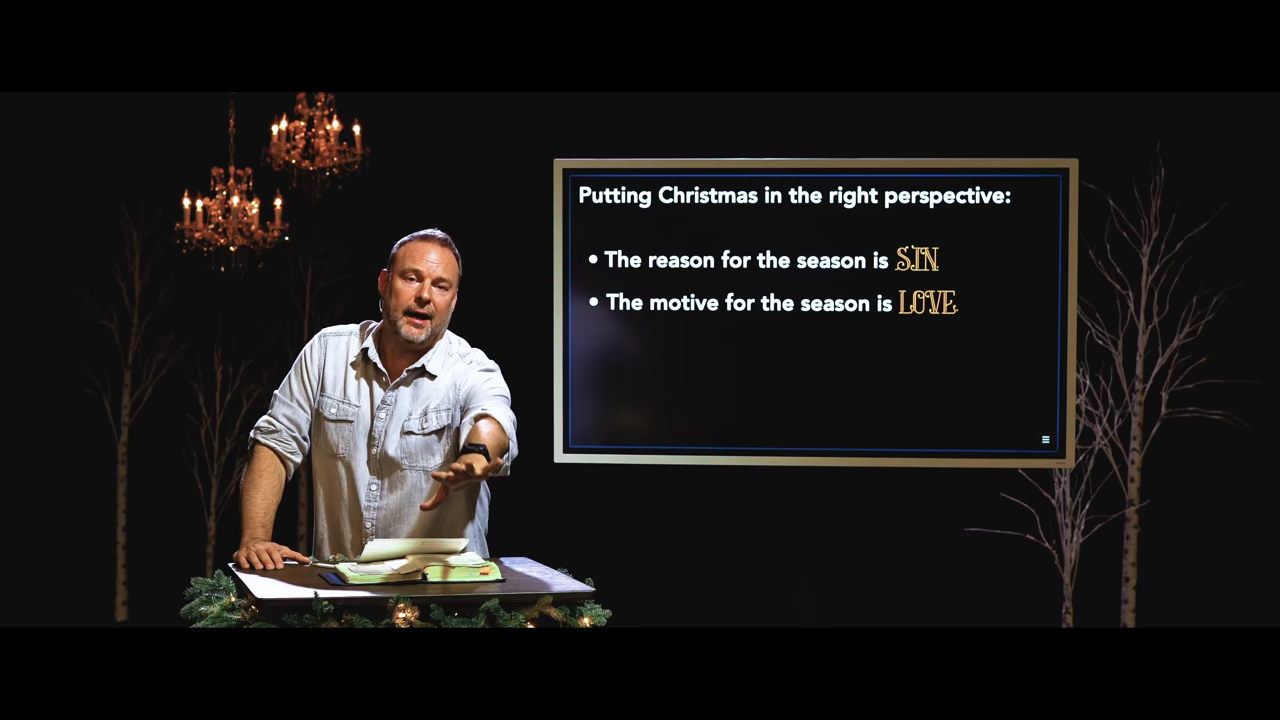 Putting Christmas in the right perspective:
• The reason for the season is SIN
• The motive for the season is LOVE